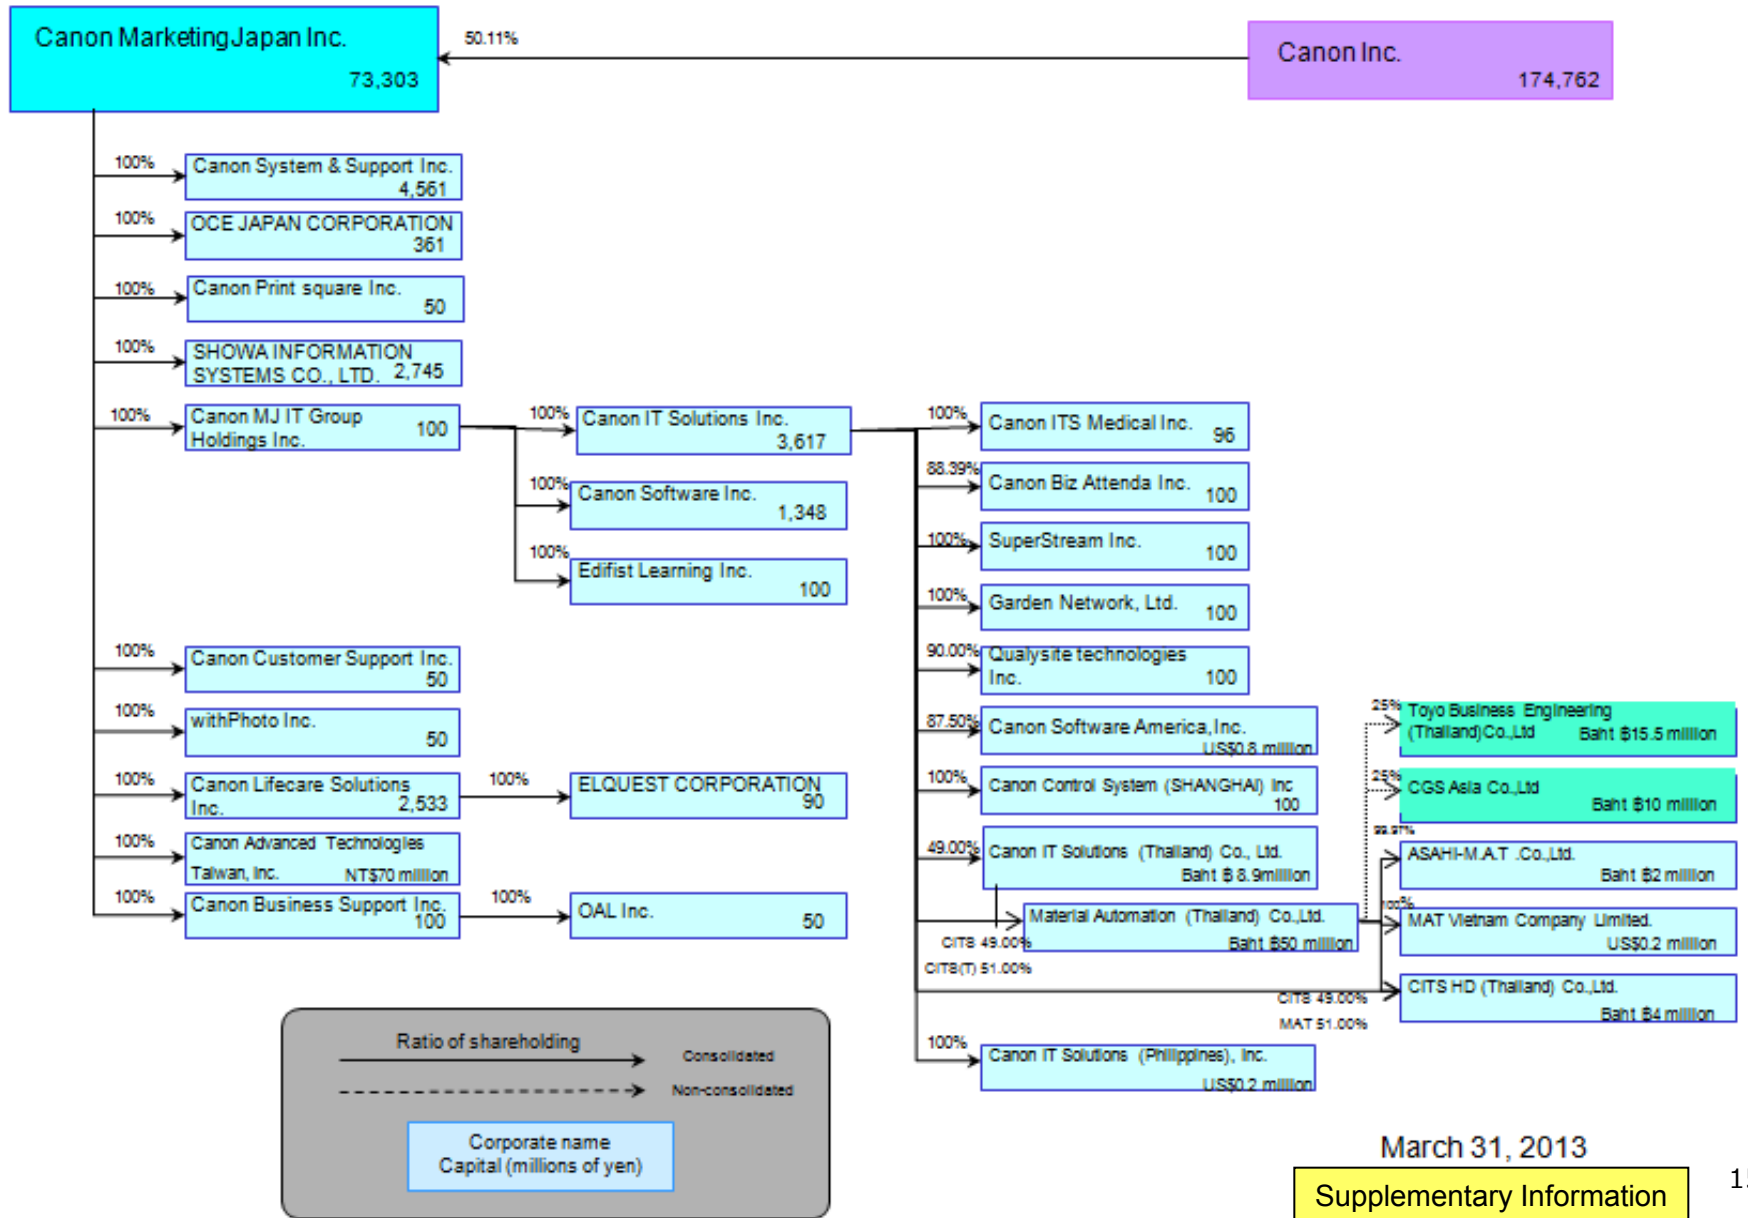 Canon Marketing Japan Inc.
73,303
50.11%
Canon Inc.
174,762
100%
Canon System & Support Inc.
4,561
100%
OCE JAPAN CORPORATION
361
100%
Canon Print square Inc.
50
100%
SHOWA INFORMATION
SYSTEMS CO., LTD. 2,745
100%
Canon MJ IT Group
Holdings Inc.
100
100%
Canon IT Solutions Inc.
3,617
100%
Canon Software Inc.
1,348
100%
Edifist Learning Inc.
100
100%
Canon ITS Medical Inc.
96
88.39%
Canon Biz Attenda Inc.
100
100%
SuperStream Inc.
100
100%
Garden Network, Ltd.
100
90.00%
Qualysite technologies
Inc.
100
87.50%
Canon Software America, Inc.
US$0.8 million
100%
Canon Control System (SHANGHAI) Inc
100
49.00%
Canon IT Solutions (Thailand) Co., Ltd.
Baht ฿ 8.9million
Material Automation (Thailand) Co.,Ltd.
Baht ฿50 million
CITS 49.00%
CITS(T) 51.00%
25%
Toyo Business Engineering
(Thailand)Co.,Ltd Baht ฿15.5 million
25%
CGS Asia Co.,Ltd
Baht ฿10 million
99.97%
ASAHI-M.A.T .Co.,Ltd.
Baht ฿2 million
100%
MAT Vietnam Company Limited.
US$0.2 million
CITS HD (Thailand) Co.,Ltd.
Baht ฿4 million
CITS 49.00%
MAT 51.00%
100%
Canon IT Solutions (Philippines), Inc.
US$0.2 million
100%
Canon Customer Support Inc.
50
100%
withPhoto Inc.
50
100%
Canon Lifecare Solutions
Inc.
2,533
100%
ELQUEST CORPORATION
90
100%
Canon Advanced Technologies
Taiwan, Inc. NT$70 million
100%
Canon Business Support Inc.
100
100%
OAL Inc.
50
Ratio of shareholding
Consolidated
Non-consolidated
Corporate name
Capital (millions of yen)
March 31, 2013
Supplementary Information